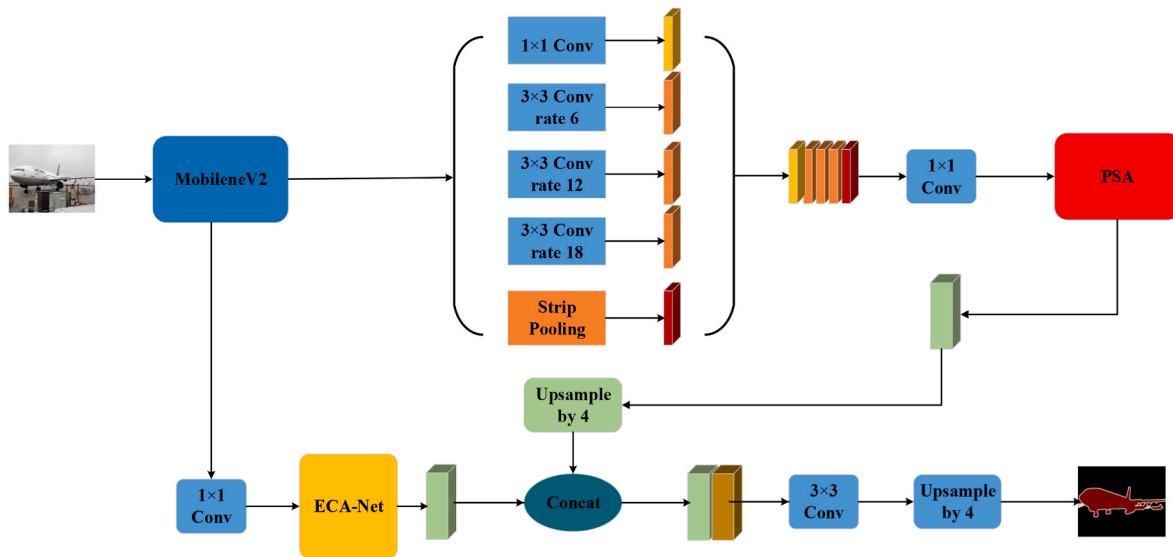 1×1 Conv
3×3 Conv
rate 6
MobileneV2
3×3 Conv
rate 12
1×1
Conv
PSA
3×3 Conv
rate 18
Strip
Pooling
Upsample
by 4
1×1
Conv
ECA-Net
Concat
3×3
Conv
Upsample
by 4